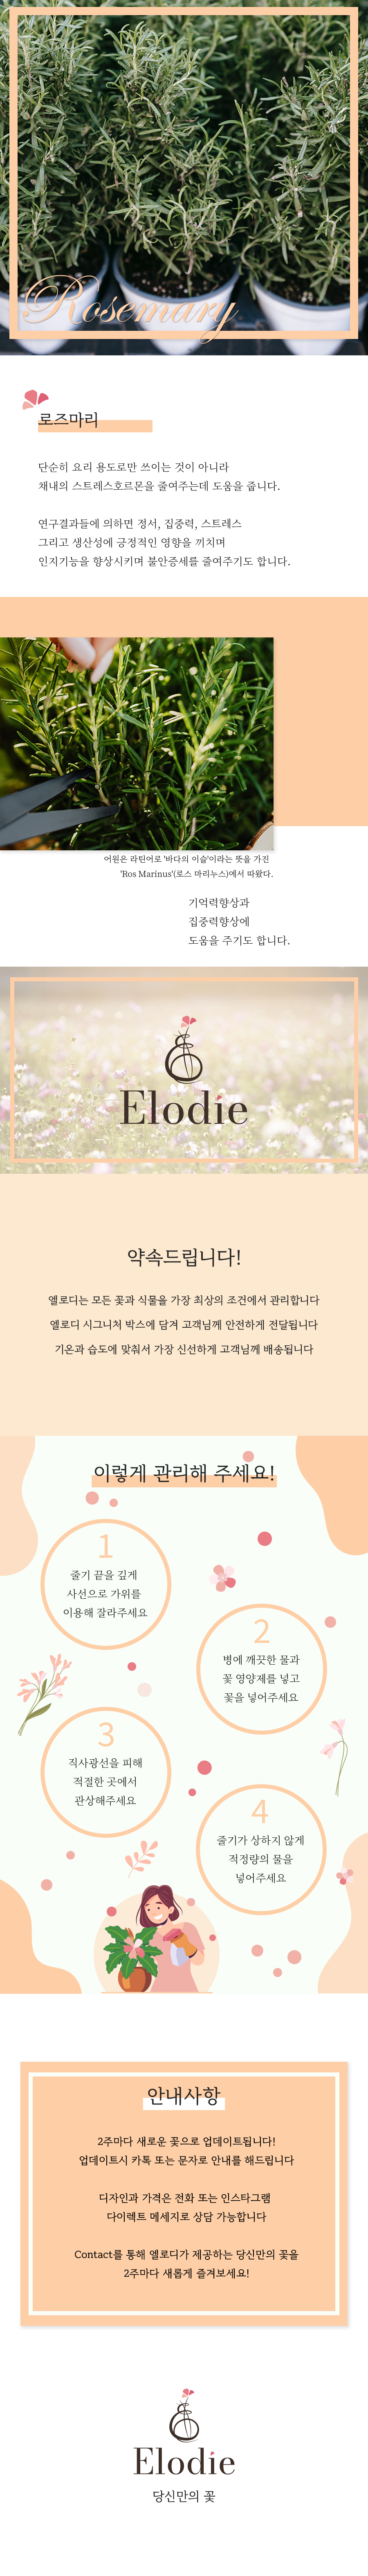 Rosemary
로즈마리
단순히 요리 용도로만 쓰이는 것이 아니라
채내의 스트레스호르몬을 줄여주는데 도움을 줍니다.
연구결과들에 의하면 정서, 집중력, 스트레스
그리고 생산성에 긍정적인 영향을 끼치며
인지기능을 향상시키며 불안증세를 줄여주기도 합니다.
어원은 라틴어로 '바다의 이슬'이라는 뜻을 가진
'Ros Marinus'(로스 마리누스)에서 따왔다.
기억력향상과
집중력향상에
도움을 주기도 합니다.
Elodie
약속드립니다!
엘로디는 모든 꽃과 식물을 가장 최상의 조건에서 관리합니다
엘로디 시그니처 박스에 담겨 고객님께 안전하게 전달됩니다
기온과 습도에 맞춰서 가장 신선하게 고객님께 배송됩니다
이렇게 관리해 주세요!
1
줄기 끝을 깊게
사선으로 가위를
이용해 잘라주세요
2
병에 깨끗한 물과
꽃 영양제를 넣고
꽃을 넣어주세요
3
직사광선을 피해
적절한 곳에서
관상해주세요
4
줄기가 상하지 않게
적정량의 물을
넣어주세요
안내사항
2주마다 새로운 꽃으로 업데이트됩니다!
업데이트시 카톡 또는 문자로 안내를 해드립니다
디자인과 가격은 전화 또는 인스타그램
다이렉트 메세지로 상담 가능합니다
Contact를 통해 엘로디가 제공하는 당신만의 꽃을
2주마다 새롭게 즐겨보세요!
Elodie
당신만의 꽃